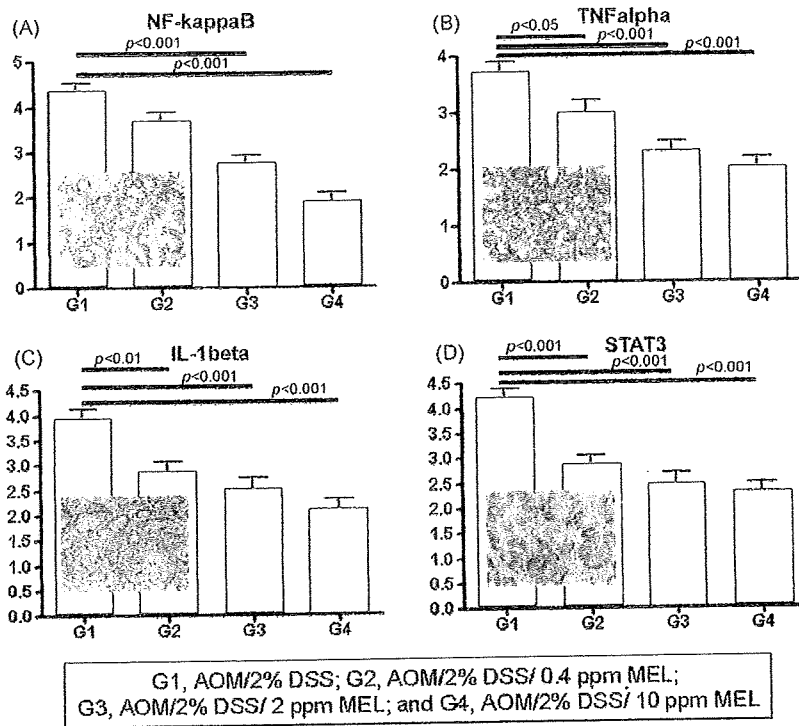 (A) NF-kappaB
p<0.001
p<0.001
5
4
3
2
1
0
G1 G2 G3 G4
(B) TNFalpha
p<0.05
p<0.001
p<0.001
4
3
2
1
0
G1 G2 G3 G4
(C) IL-1beta
p<0.01
p<0.001
p<0.001
4.5
4.0
3.5
3.0
2.5
2.0
1.5
1.0
0.5
0.0
G1 G2 G3 G4
(D) STAT3
p<0.001
p<0.001
p<0.001
4.5
4.0
3.5
3.0
2.5
2.0
1.5
1.0
0.5
0
G1 G2 G3 G4
G1, AOM/2% DSS; G2, AOM/2% DSS/ 0.4 ppm MEL;
G3, AOM/2% DSS/ 2 ppm MEL; and G4, AOM/2% DSS/ 10 ppm MEL